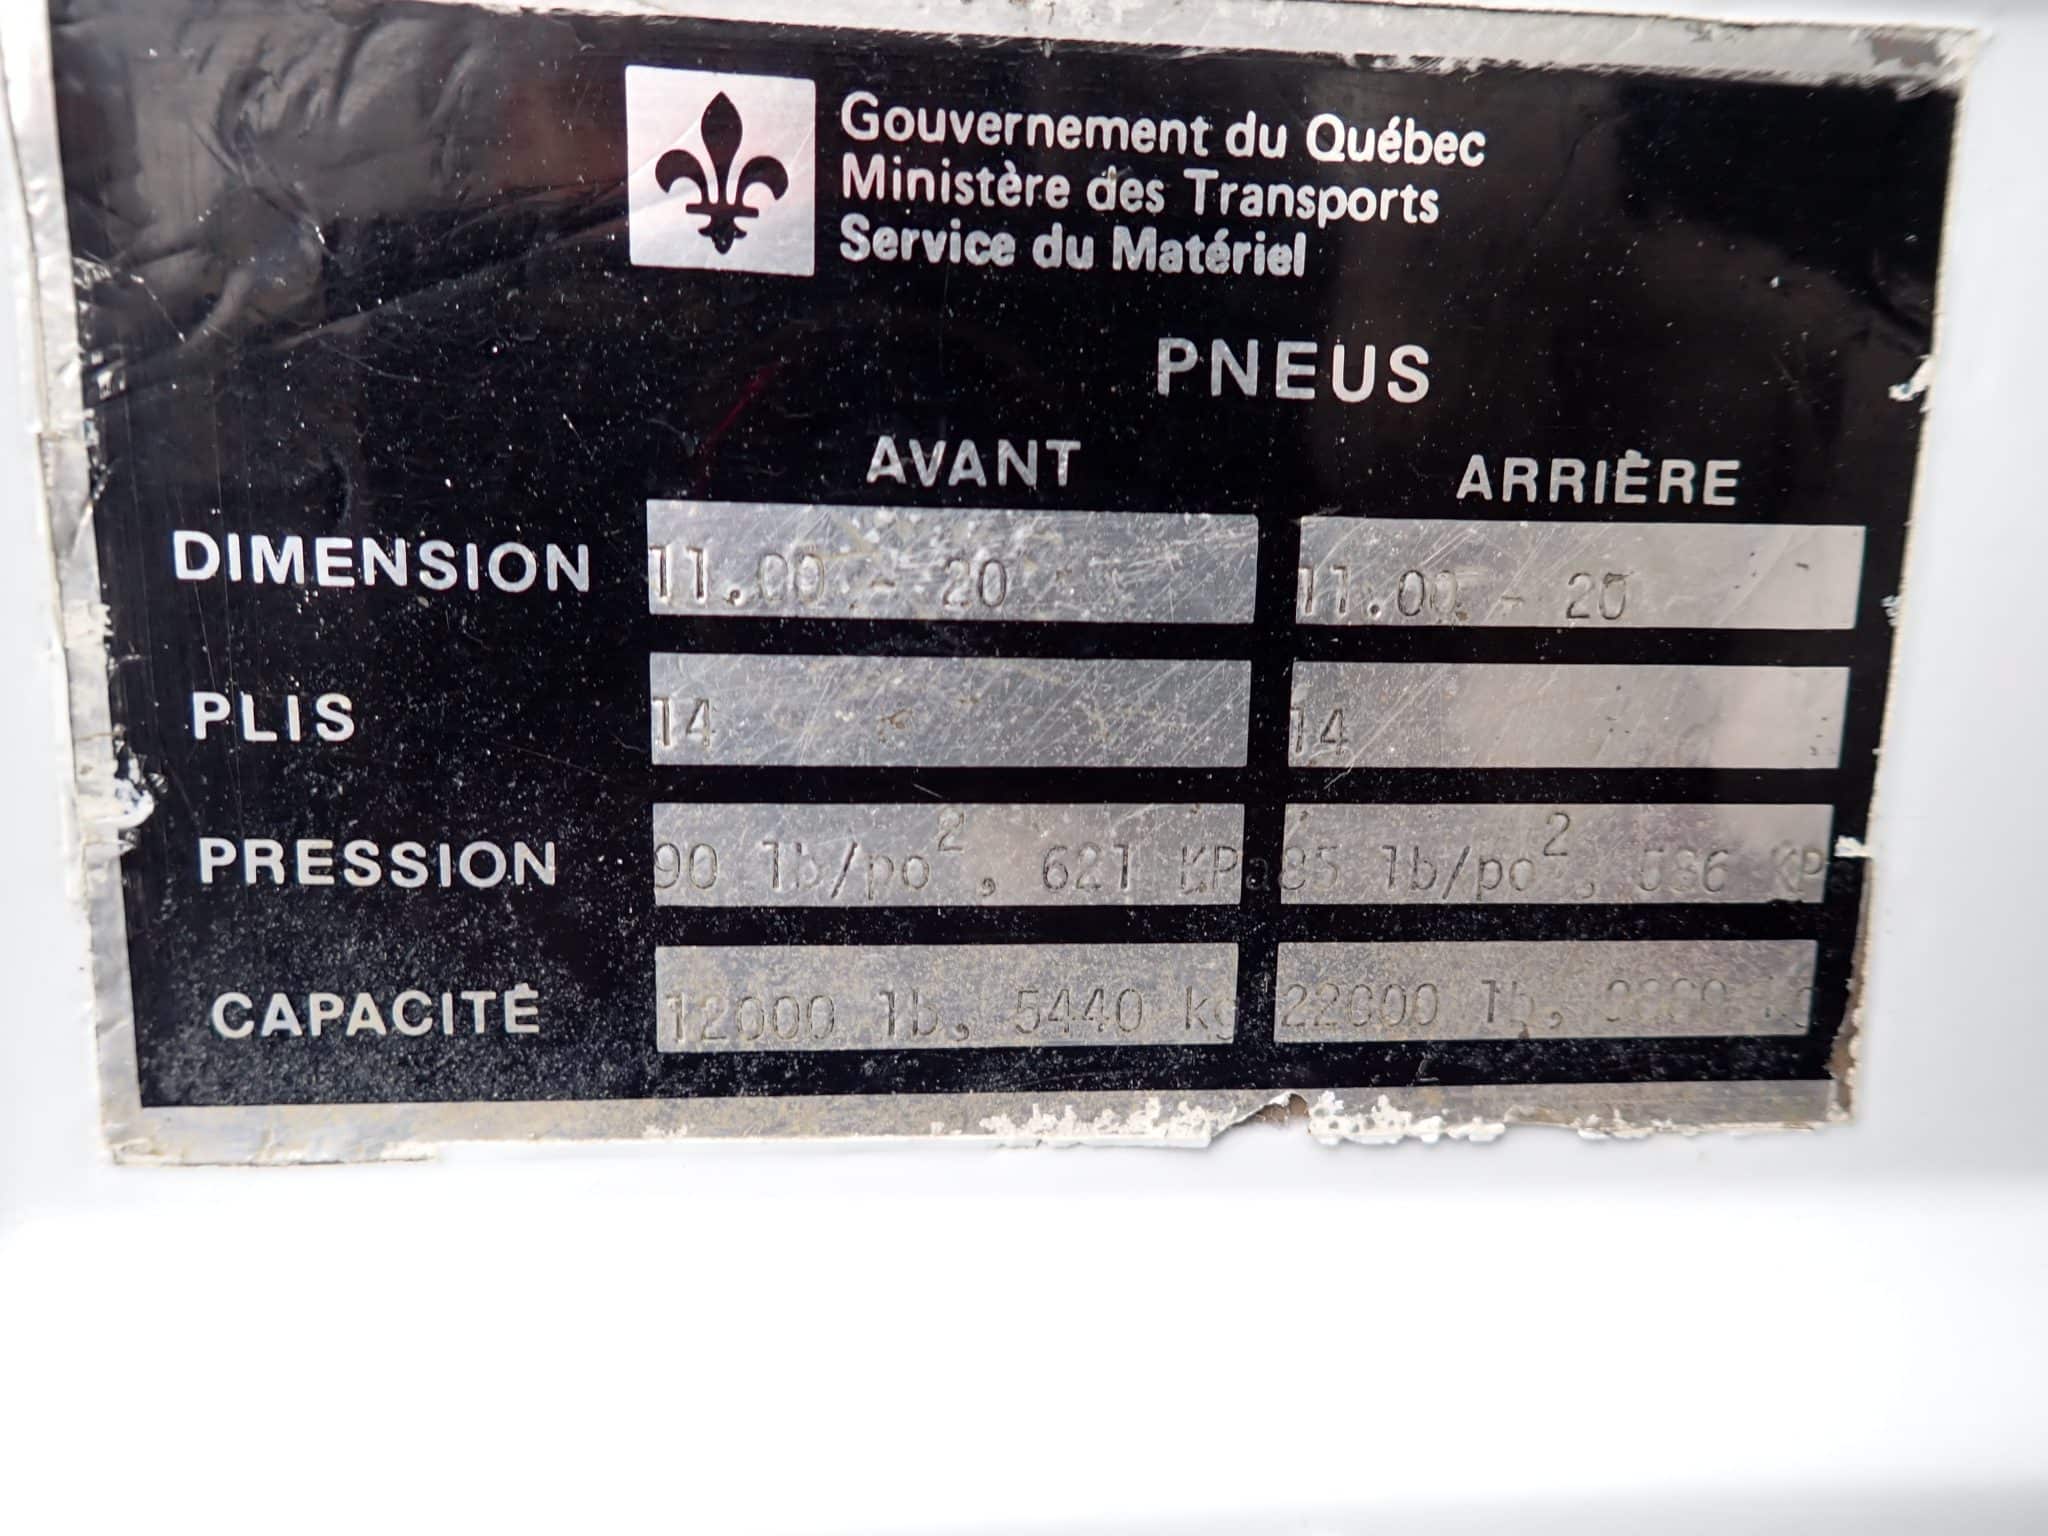 Gouvernement du Québec
Ministère des Transports
Service du Matériel
PNEUS
AVANT ARRIÈRE
DIMENSION 11.00 - 20 11.00 - 20
PLIS 14 14
PRESSION 90 lb/po², 621 KPa 85 lb/po², 586 KPa
CAPACITÉ 12000 lb, 5440 kg 22000 lb,